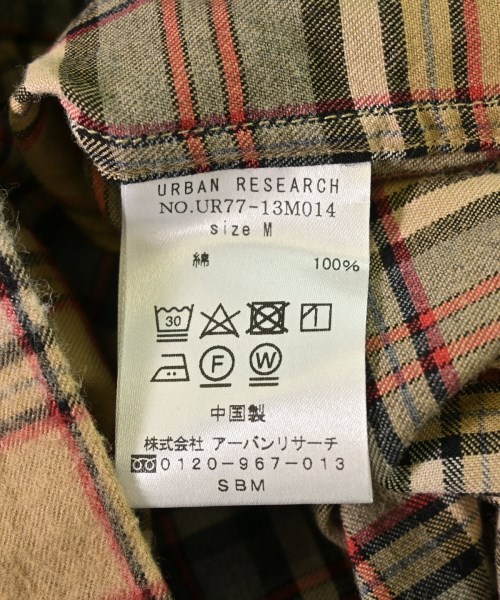 URBAN RESEARCH
NO.UR77-13M014
size M
綿 100%
30
F W
中国製
株式会社 アーバンリサーチ
0120-967-013
SBM